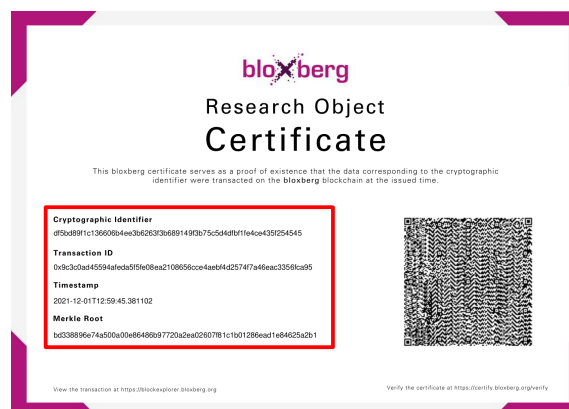 bloxberg
Research Object
Certificate
This bloxberg certificate serves as a proof of existence that the data corresponding to the cryptographic
identifier were transacted on the bloxberg blockchain at the issued time.
Cryptographic Identifier
df5bd89f1c136606b4ee3b6263f3b689149f3b75c5d4dfbf1fe4ce435f254545
Transaction ID
0x9c3c0ad45594afeda5f5fe08ea2108656cce4aebf4d2574f7a46eac3356fca95
Timestamp
2021-12-01T12:59:45.381102
Merkle Root
bd338896e74a500a00e86486b97720a2ea02607f81c1b01286ead1e84625a2b1
View the transaction at https://blockexplorer.bloxberg.org
Verify the certificate at https://certify.bloxberg.org/verify